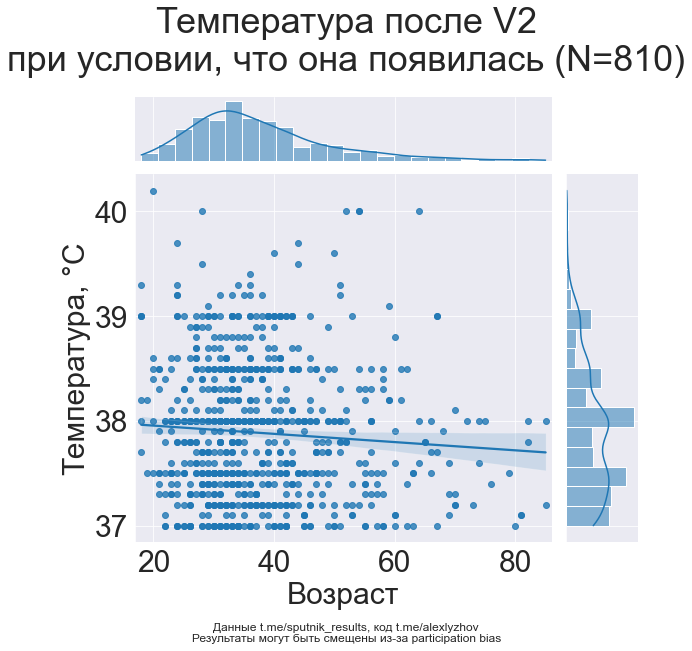 Температура после V2
при условии, что она появилась (N=810)
Температура, °C
40
39
38
37
20
40
60
80
Возраст
Данные t.me/sputnik_results, код t.me/alexlyzhov
Результаты могут быть смещены из-за participation bias